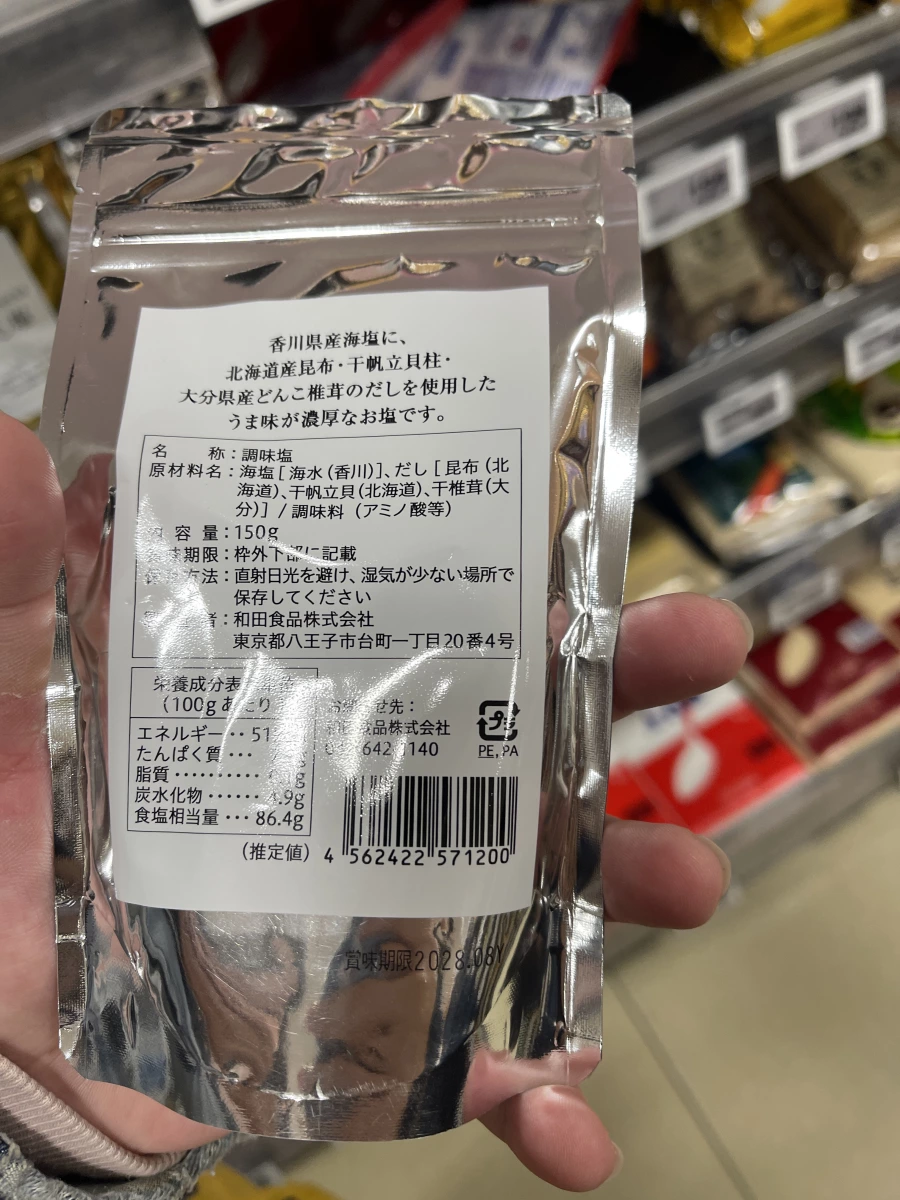 香川県産海塩に、
北海道産昆布・干帆立貝柱・
大分県産どんこ椎茸のだしを使用した
うま味が濃厚なお塩です。
名　　称：調味塩
原材料名：海塩[海水(香川)]、だし[昆布(北
海道)、干帆立貝(北海道)、干椎茸(大
分)] / 調味料 (アミノ酸等)
容量：150g
期限：枠外下部に記載
方法：直射日光を避け、湿気が少ない場所で
保存してください
者：和田食品株式会社
東京都八王子市台町一丁目20番4号
栄養成分表
(100g あたり
エネルギー‥51
たんぱく質…
脂質………
炭水化物……4.9g
食塩相当量…86.4g
(推定値)
せ先：
食品株式会社
642 1140
PE, PA
4 562422 571200
賞味期限2028.08Y